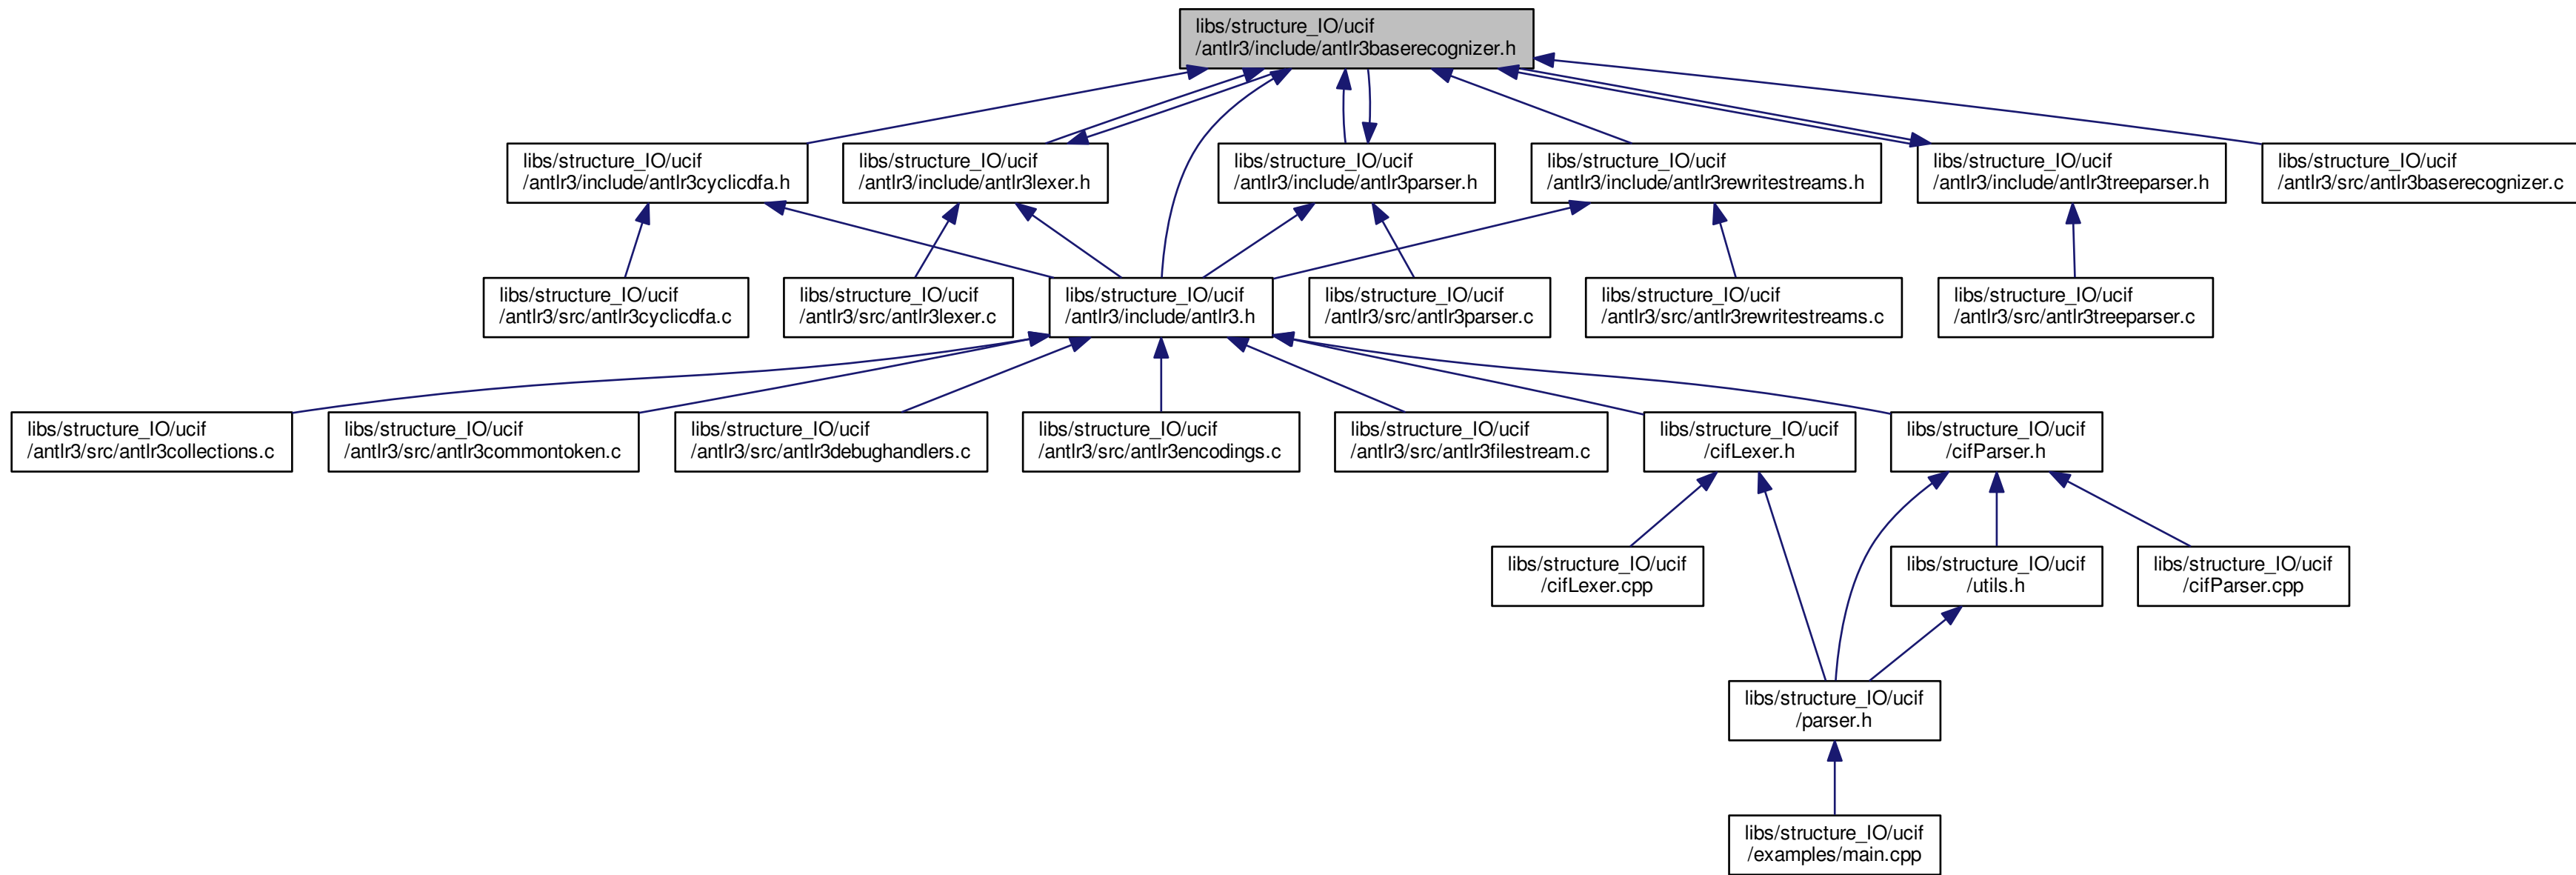 libs/structure_IO/ucif
/antlr3/include/antlr3baserecognizer.h
libs/structure_IO/ucif
/antlr3/include/antlr3cyclicdfa.h
libs/structure_IO/ucif
/antlr3/include/antlr3lexer.h
libs/structure_IO/ucif
/antlr3/include/antlr3parser.h
libs/structure_IO/ucif
/antlr3/include/antlr3rewritestreams.h
libs/structure_IO/ucif
/antlr3/include/antlr3treeparser.h
libs/structure_IO/ucif
/antlr3/src/antlr3baserecognizer.c
libs/structure_IO/ucif
/antlr3/src/antlr3cyclicdfa.c
libs/structure_IO/ucif
/antlr3/src/antlr3lexer.c
libs/structure_IO/ucif
/antlr3/include/antlr3.h
libs/structure_IO/ucif
/antlr3/src/antlr3parser.c
libs/structure_IO/ucif
/antlr3/src/antlr3rewritestreams.c
libs/structure_IO/ucif
/antlr3/src/antlr3treeparser.c
libs/structure_IO/ucif
/antlr3/src/antlr3collections.c
libs/structure_IO/ucif
/antlr3/src/antlr3commontoken.c
libs/structure_IO/ucif
/antlr3/src/antlr3debughandlers.c
libs/structure_IO/ucif
/antlr3/src/antlr3encodings.c
libs/structure_IO/ucif
/antlr3/src/antlr3filestream.c
libs/structure_IO/ucif
/cifLexer.h
libs/structure_IO/ucif
/cifParser.h
libs/structure_IO/ucif
/cifLexer.cpp
libs/structure_IO/ucif
/utils.h
libs/structure_IO/ucif
/cifParser.cpp
libs/structure_IO/ucif
/parser.h
libs/structure_IO/ucif
/examples/main.cpp